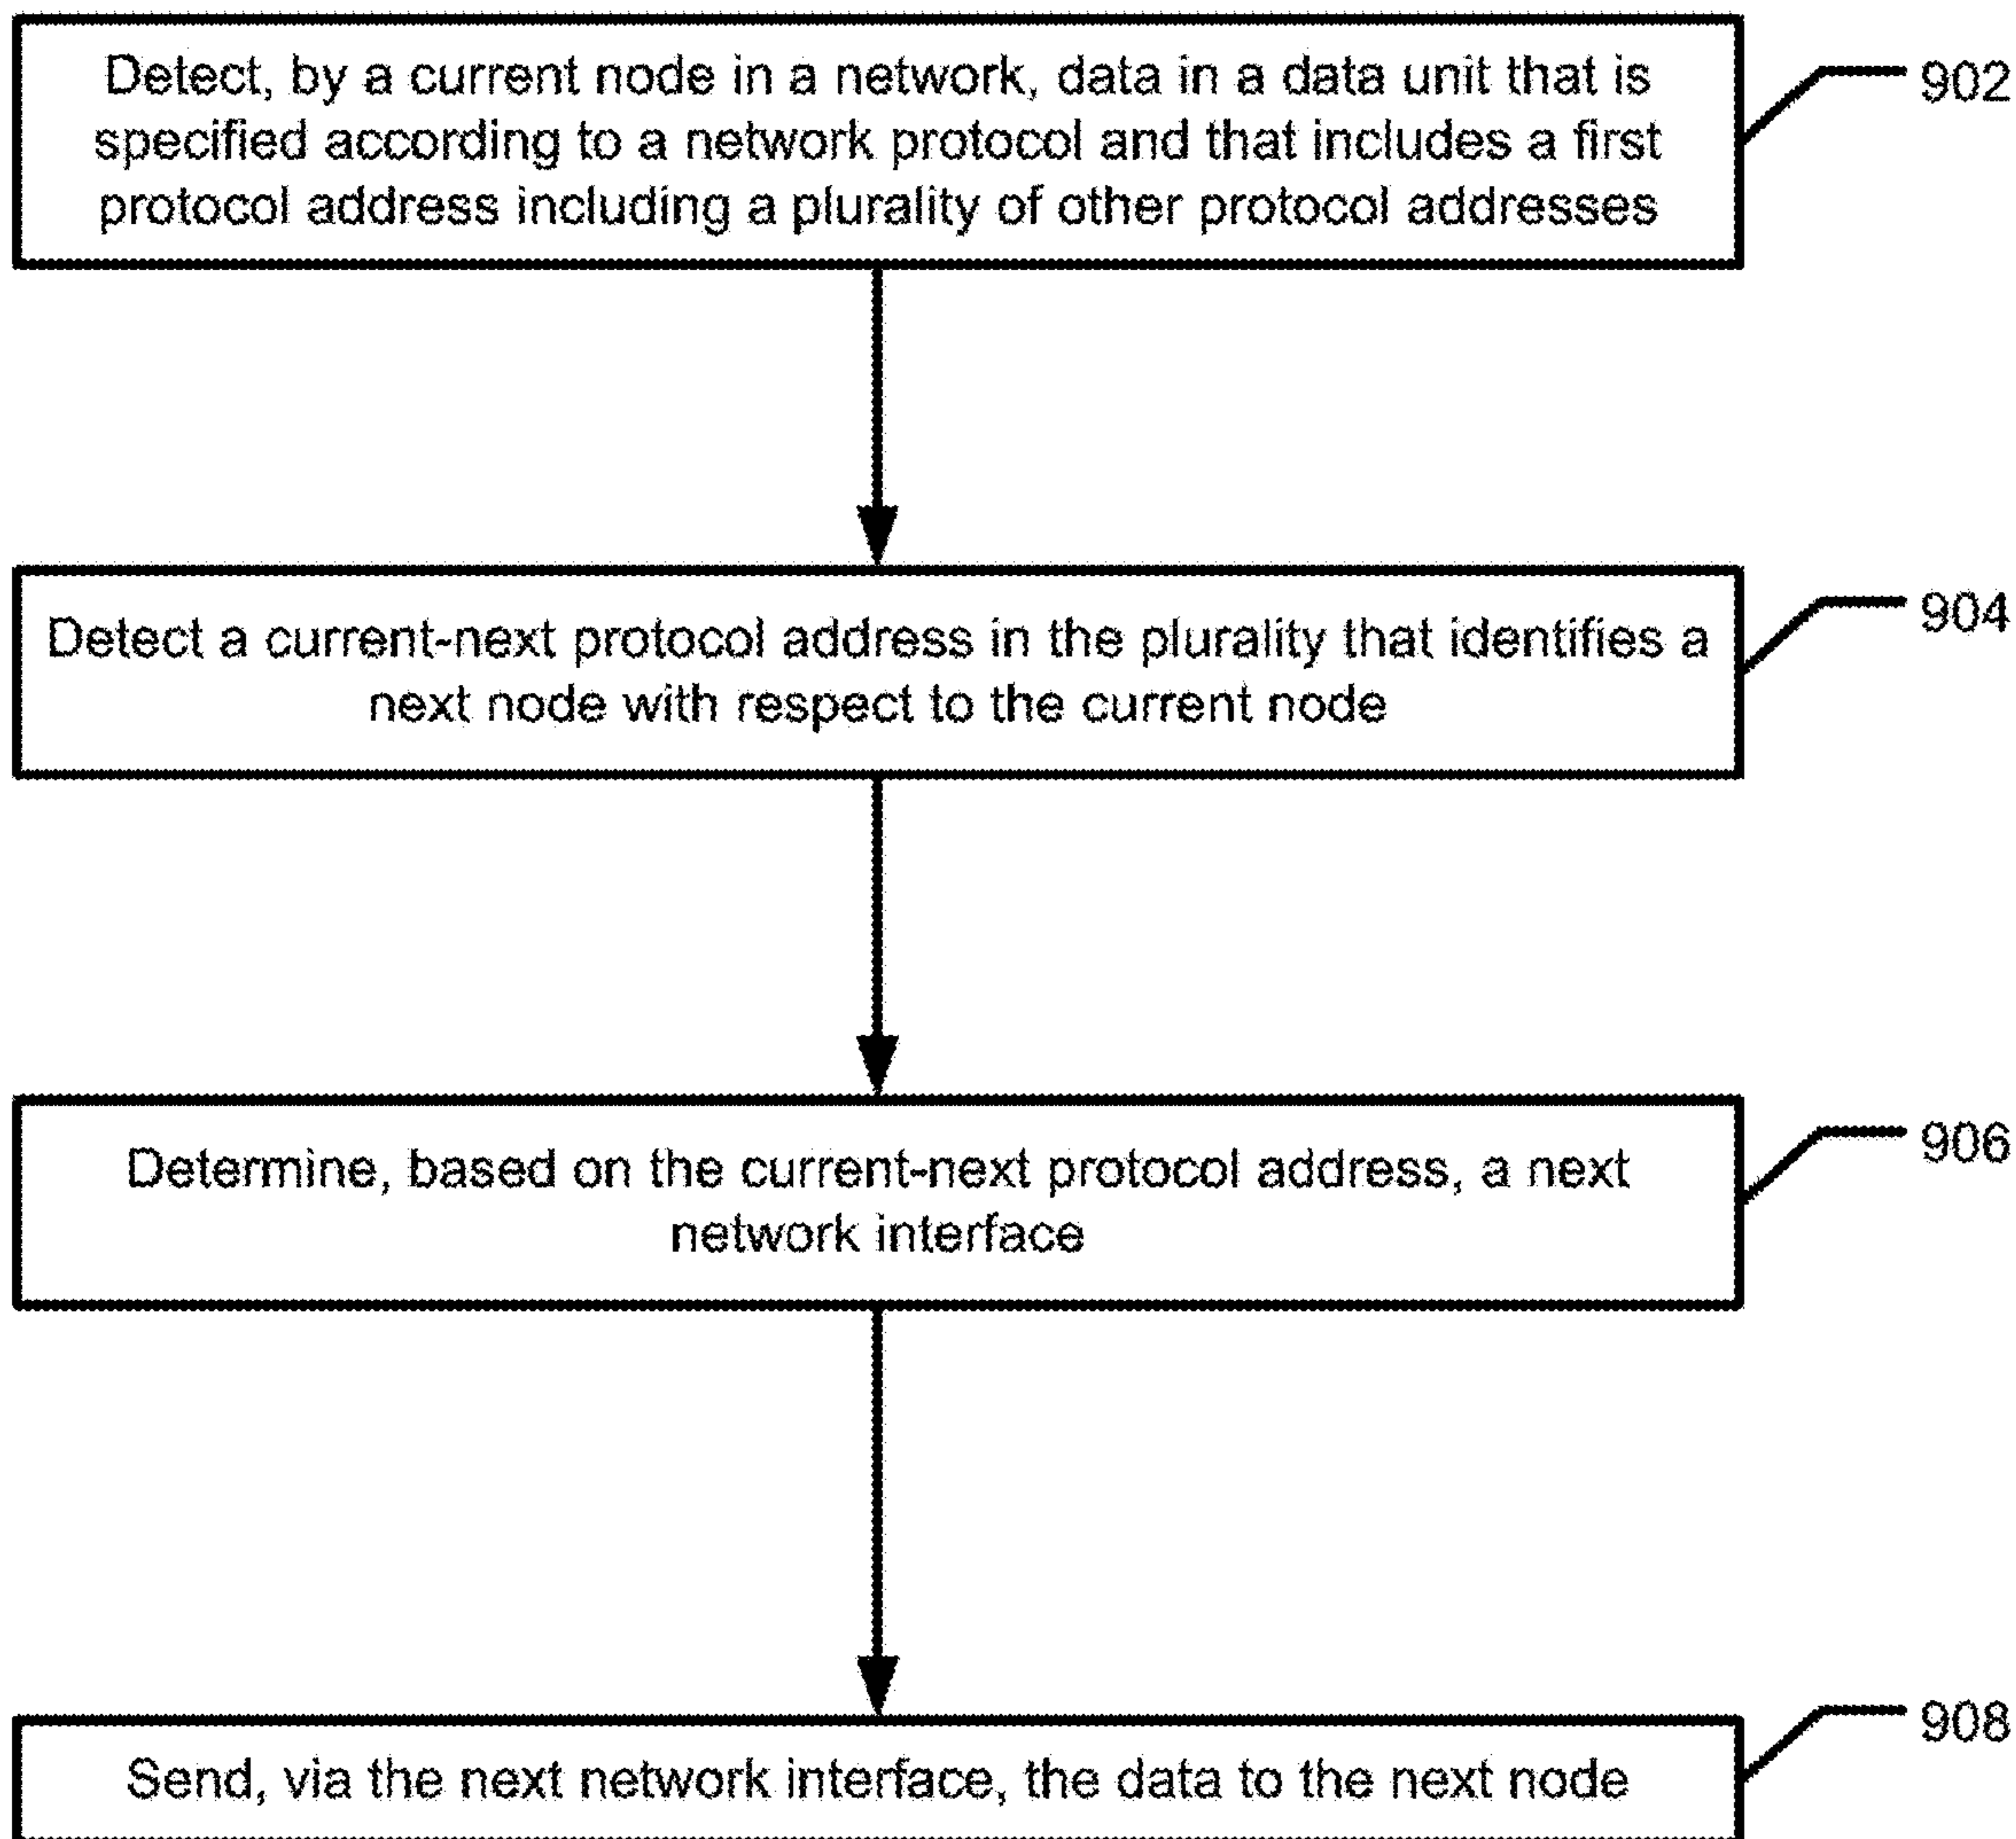 Detect, by a current node in a network, data in a data unit that is
specified according to a network protocol and that includes a first
protocol address including a plurality of other protocol addresses
902
Detect a current-next protocol address in the plurality that identifies a
next node with respect to the current node
904
Determine, based on the current-next protocol address, a next
network interface
906
Send, via the next network interface, the data to the next node
908